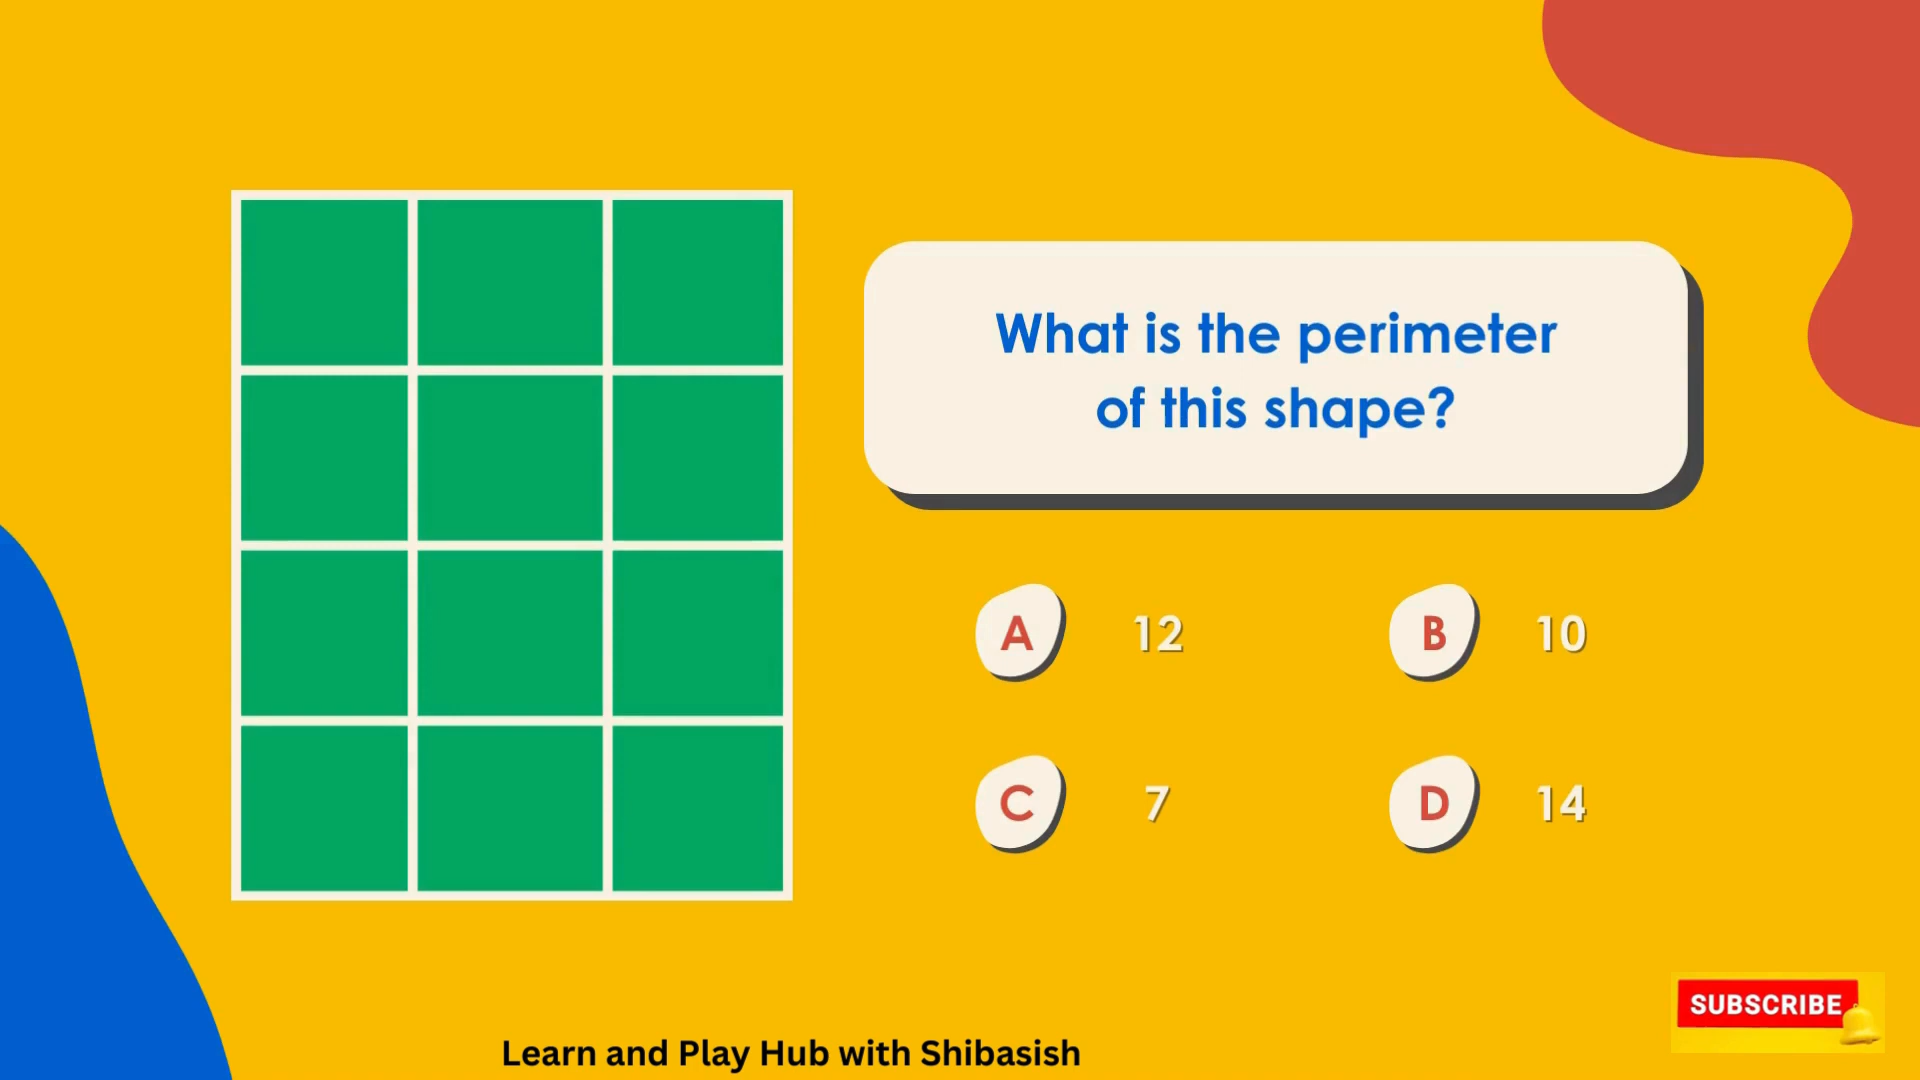 What is the perimeter
of this shape?
A 12
B 10
C 7
D 14
SUBSCRIBE
Learn and Play Hub with Shibasish